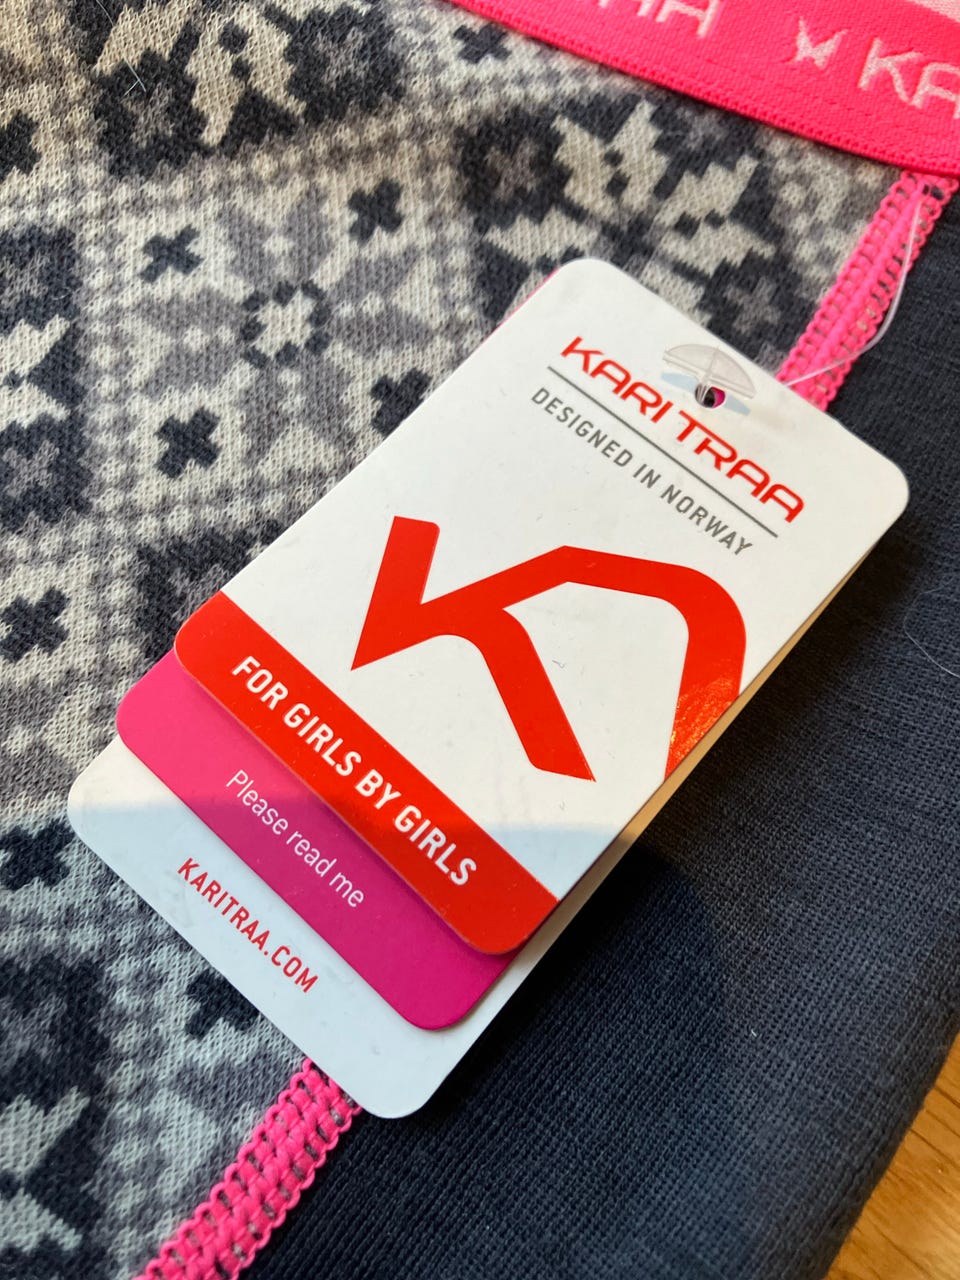 KARI TRAA
DESIGNED IN NORWAY
FOR GIRLS BY GIRLS
Please read me
KARITRAA.COM